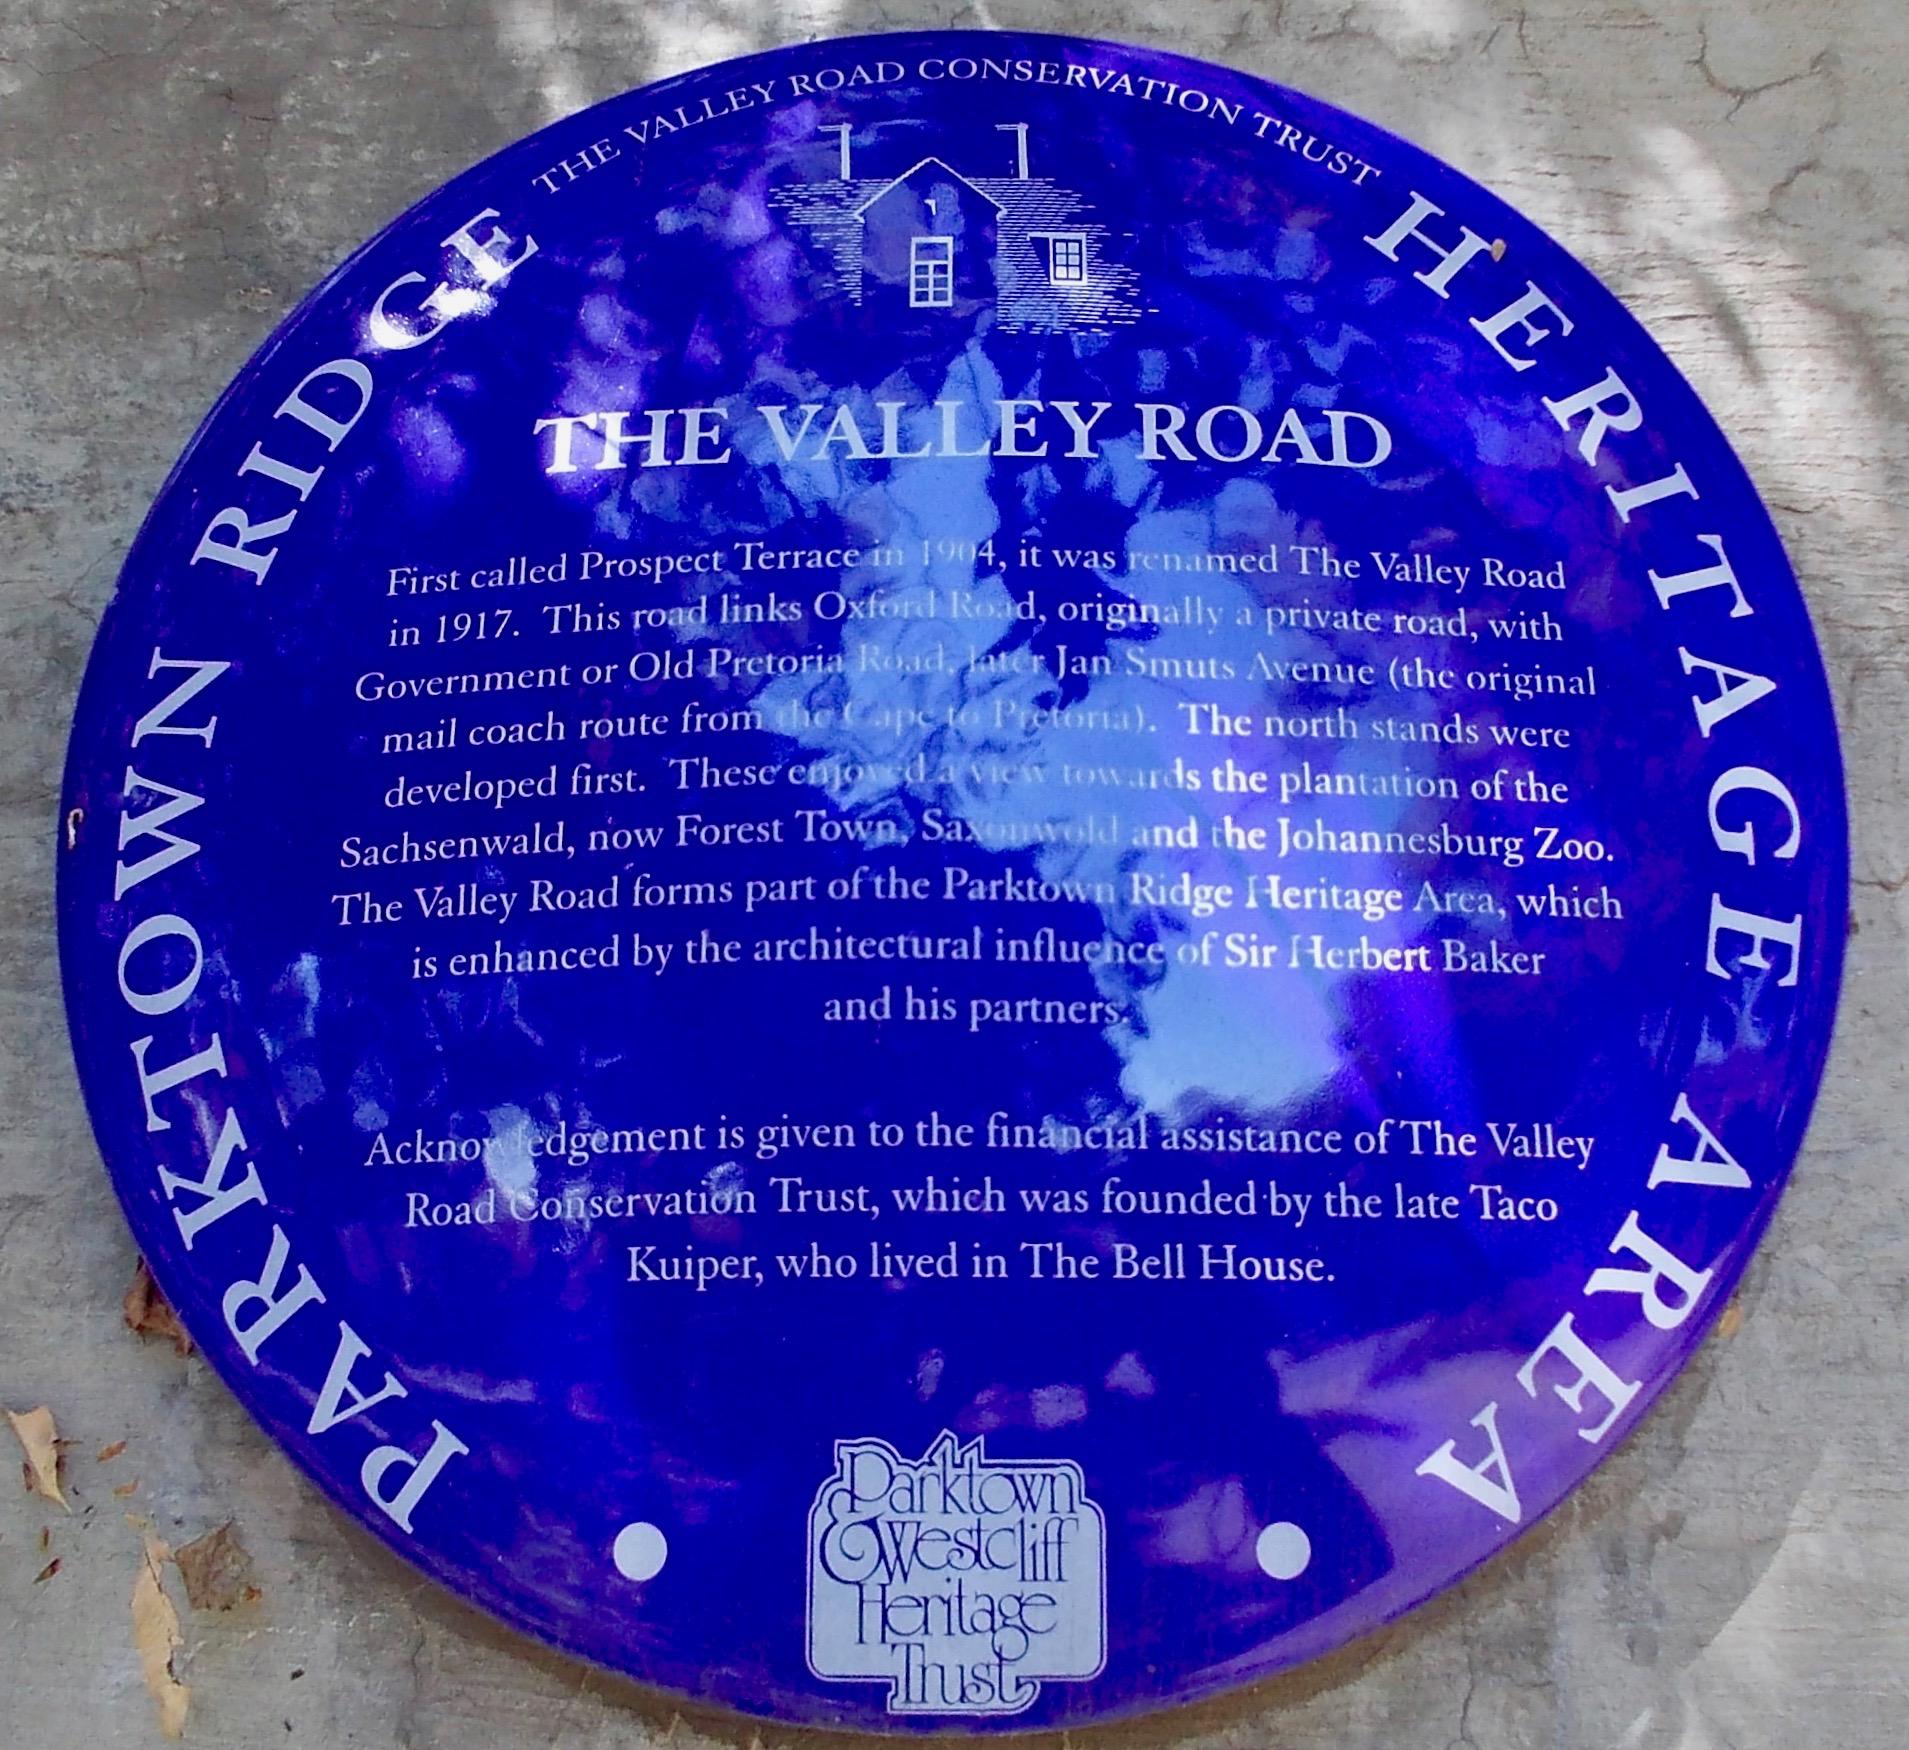 THE VALLEY ROAD CONSERVATION TRUST
PARKTOWN RIDGE HERITAGE AREA
THE VALLEY ROAD
First called Prospect Terrace in 1904, it was renamed The Valley Road
in 1917. This road links Oxford Road, originally a private road, with
Government or Old Pretoria Road, later Jan Smuts Avenue (the original
mail coach route from the Cape to Pretoria). The north stands were
developed first. These enjoyed a view towards the plantation of the
Sachsenwald, now Forest Town, Saxonwold and the Johannesburg Zoo.
The Valley Road forms part of the Parktown Ridge Heritage Area, which
is enhanced by the architectural influence of Sir Herbert Baker
and his partners.
Acknowledgement is given to the financial assistance of The Valley
Road Conservation Trust, which was founded by the late Taco
Kuiper, who lived in The Bell House.
Parktown
& Westcliff
Heritage
Trust